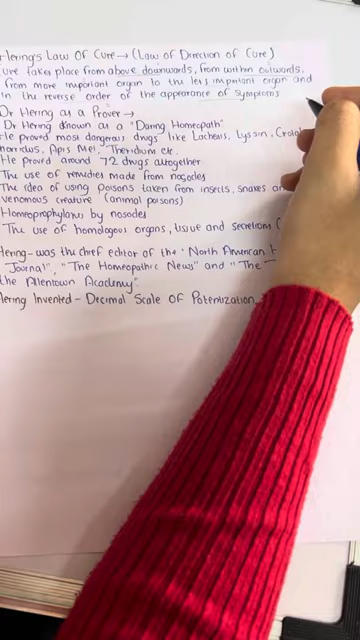 Hering's Law Of Cure → (Law of Direction of Cure)
ure takes place from above downwards, from within outwards,
from more important organ to the less important organ and
in the reverse order of the appearance of symptoms
Dr Hering as a Prover →
Dr Hering known as a "Daring Homeopath"
He proved most dangerous drugs like Lachesis, Lyssin, Crotal
horridus, Apis Mel, Theridium etc.
He proved around 72 drugs altogether
The use of remedies made from nosodes
The idea of using poisons taken from insects, snakes an
venomous creature (animal poisons)
Homeoprophylaxis by nosodes
The use of homologous organs, tissue and secretions
Hering - was the chief editor of the "North American
Journal", "The Homeopathic News" and "The
the Allentown Academy"
Hering Invented - Decimal Scale Of Potentization